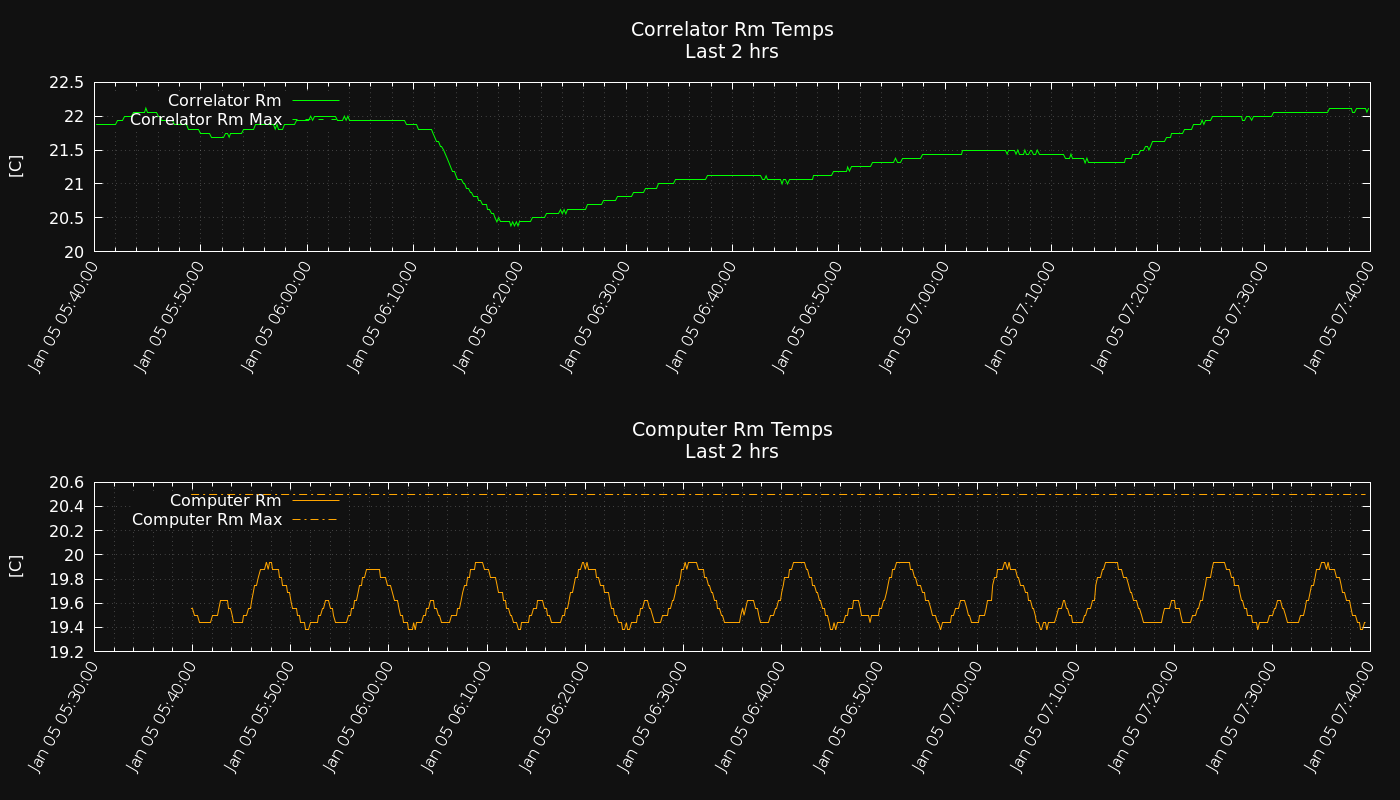 Correlator Rm Temps
Last 2 hrs
22.5
22
21.5
21
20.5
20
[C]
Correlator Rm
Correlator Rm Max
Jan 05 05:40:00
Jan 05 05:50:00
Jan 05 06:00:00
Jan 05 06:10:00
Jan 05 06:20:00
Jan 05 06:30:00
Jan 05 06:40:00
Jan 05 06:50:00
Jan 05 07:00:00
Jan 05 07:10:00
Jan 05 07:20:00
Jan 05 07:30:00
Jan 05 07:40:00
Computer Rm Temps
Last 2 hrs
20.6
20.4
20.2
20
19.8
19.6
19.4
19.2
[C]
Computer Rm
Computer Rm Max
Jan 05 05:30:00
Jan 05 05:40:00
Jan 05 05:50:00
Jan 05 06:00:00
Jan 05 06:10:00
Jan 05 06:20:00
Jan 05 06:30:00
Jan 05 06:40:00
Jan 05 06:50:00
Jan 05 07:00:00
Jan 05 07:10:00
Jan 05 07:20:00
Jan 05 07:30:00
Jan 05 07:40:00